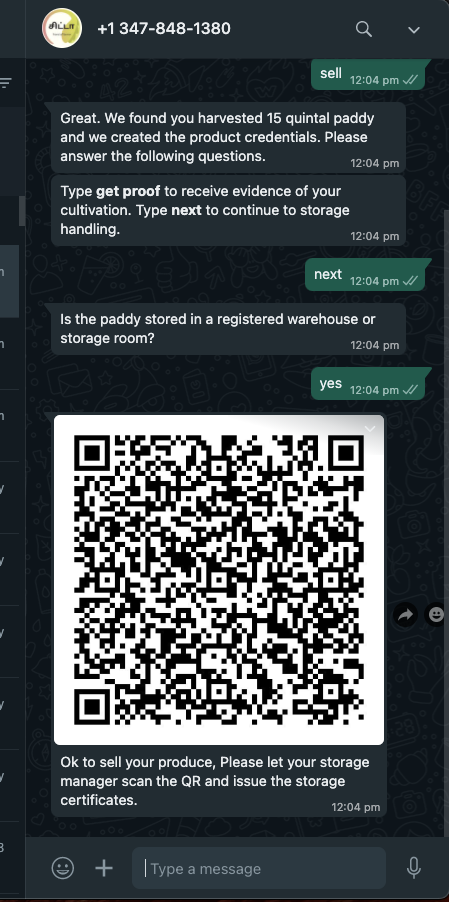 சிட்டா
+1 347-848-1380
sell
12:04 pm
Great. We found you harvested 15 quintal paddy
and we created the product credentials. Please
answer the following questions.
12:04 pm
Type get proof to receive evidence of your
cultivation. Type next to continue to storage
handling.
12:04 pm
next
12:04 pm
Is the paddy stored in a registered warehouse or
storage room?
12:04 pm
yes
12:04 pm
Ok to sell your produce, Please let your storage
manager scan the QR and issue the storage
certificates.
12:04 pm
Type a message